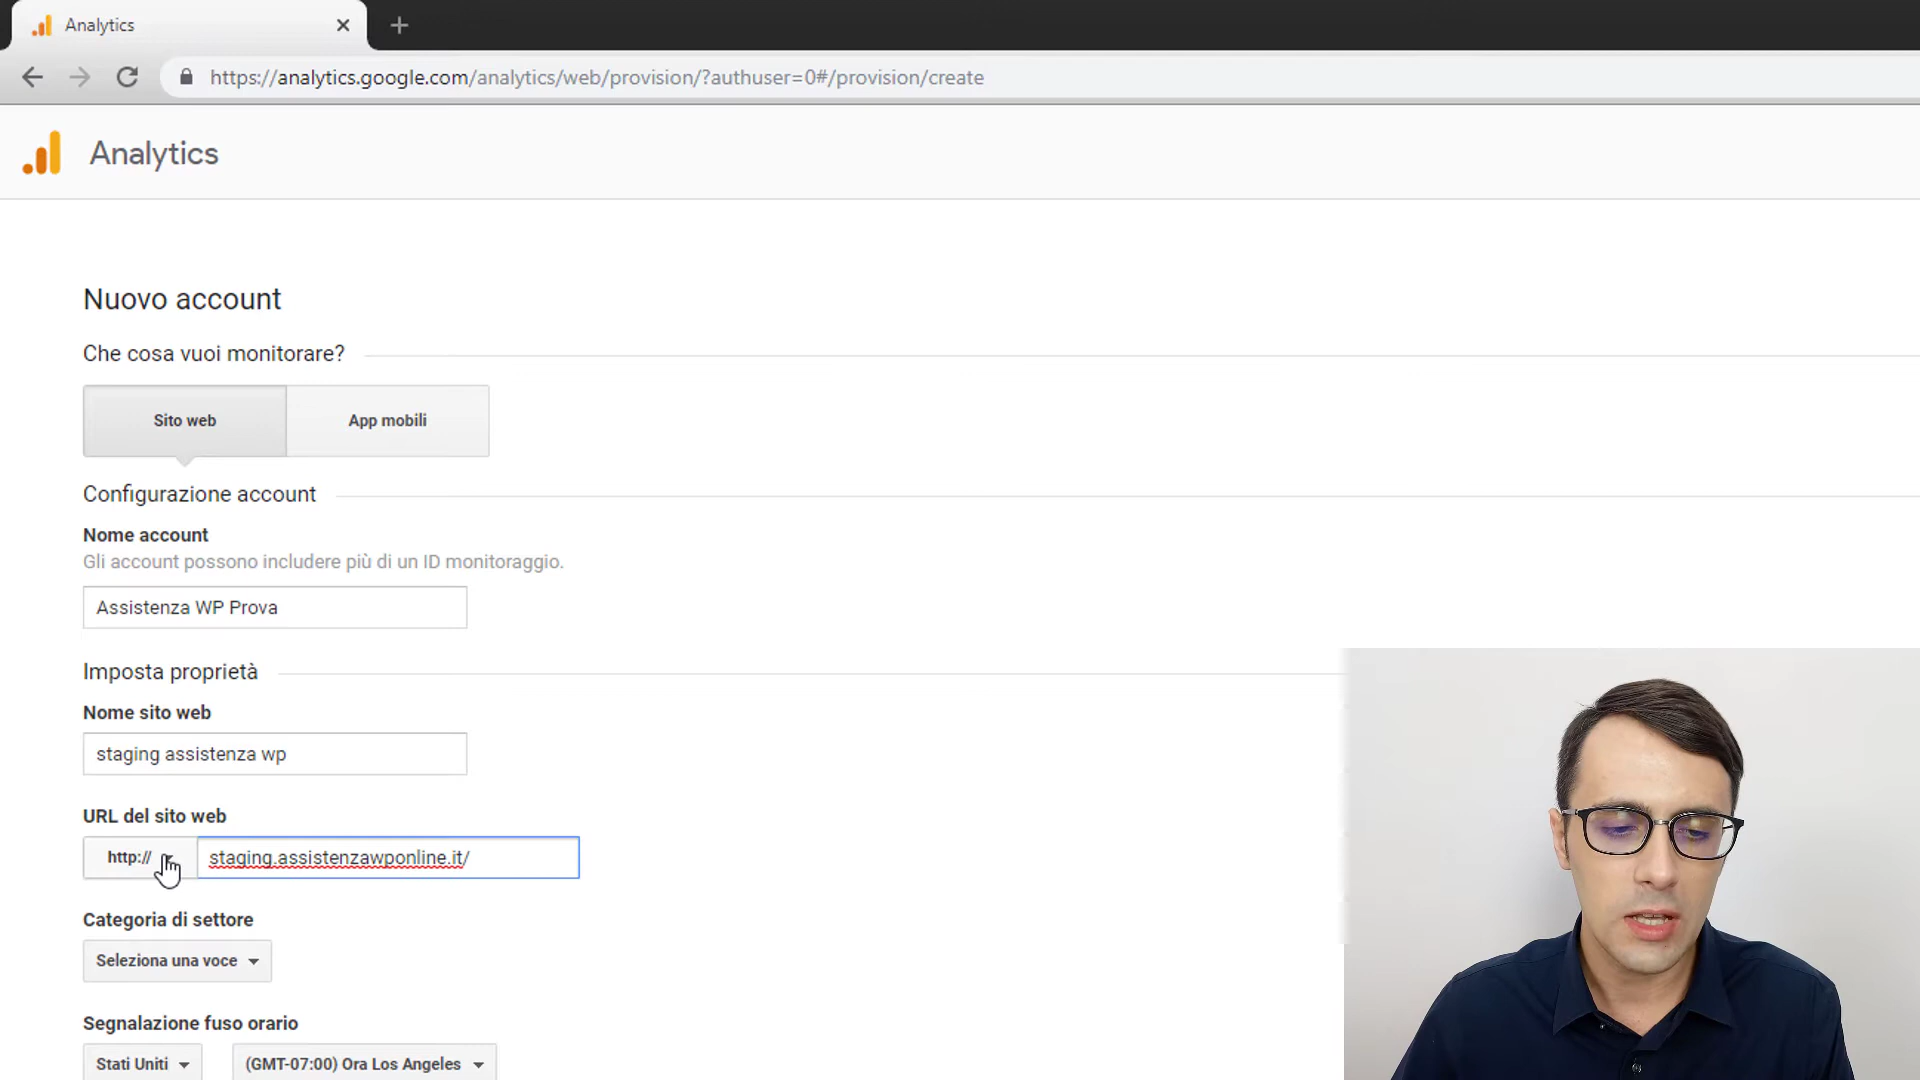 Analytics
https://analytics.google.com/analytics/web/provision/?authuser=0#/provision/create
Analytics
Nuovo account
Che cosa vuoi monitorare?
Sito web
App mobili
Configurazione account
Nome account
Gli account possono includere più di un ID monitoraggio.
Assistenza WP Prova
Imposta proprietà
Nome sito web
staging assistenza wp
URL del sito web
http://
staging.assistenzawponline.it/
Categoria di settore
Seleziona una voce
Segnalazione fuso orario
Stati Uniti
(GMT-07:00) Ora Los Angeles